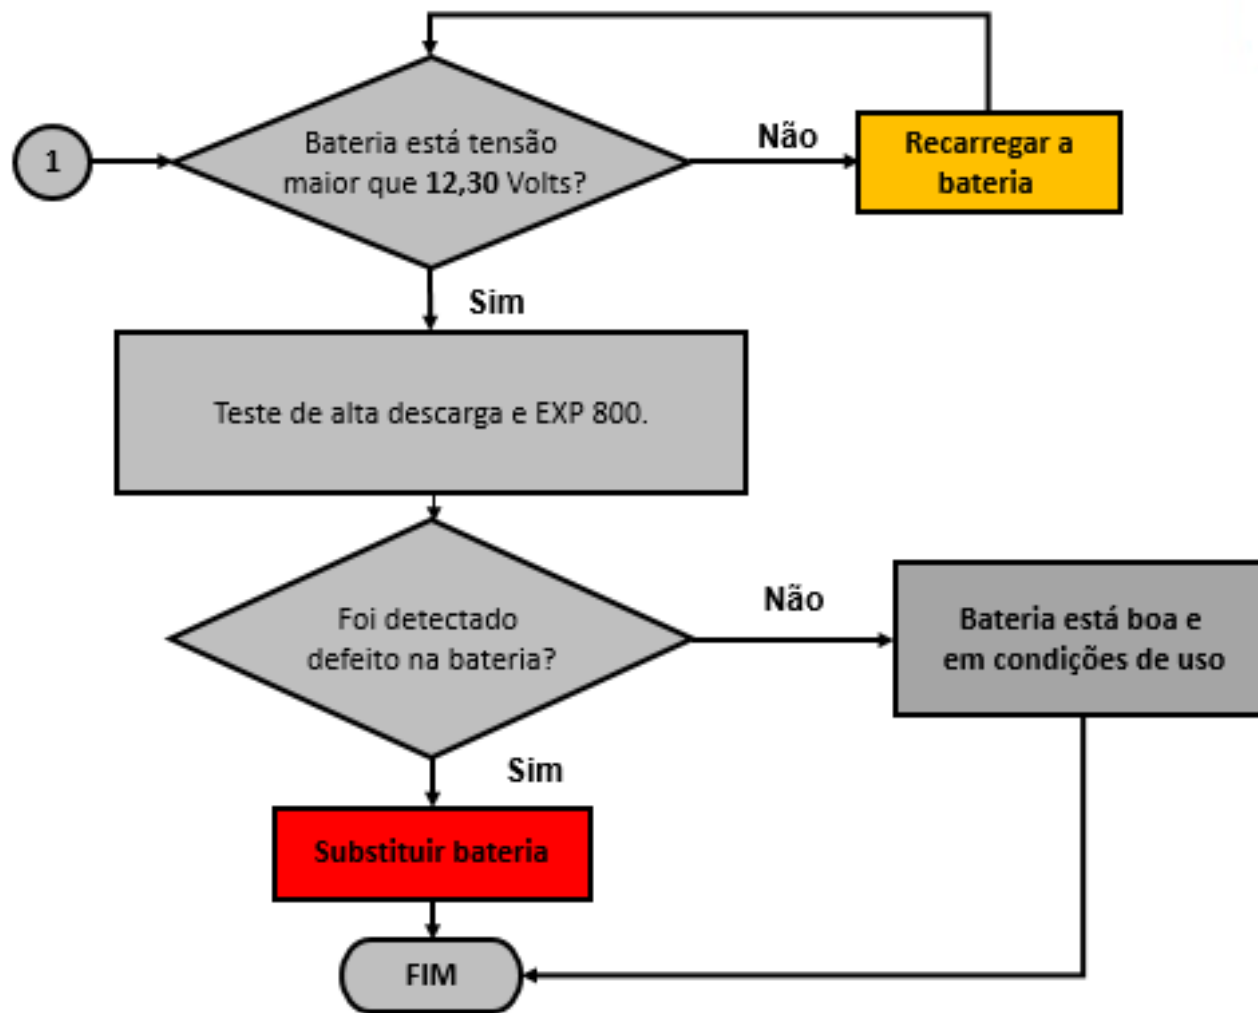 1
Bateria está tensão
maior que 12,30 Volts?
Não
Recarregar a
bateria
Sim
Teste de alta descarga e EXP 800.
Foi detectado
defeito na bateria?
Não
Bateria está boa e
em condições de uso
Sim
Substituir bateria
FIM